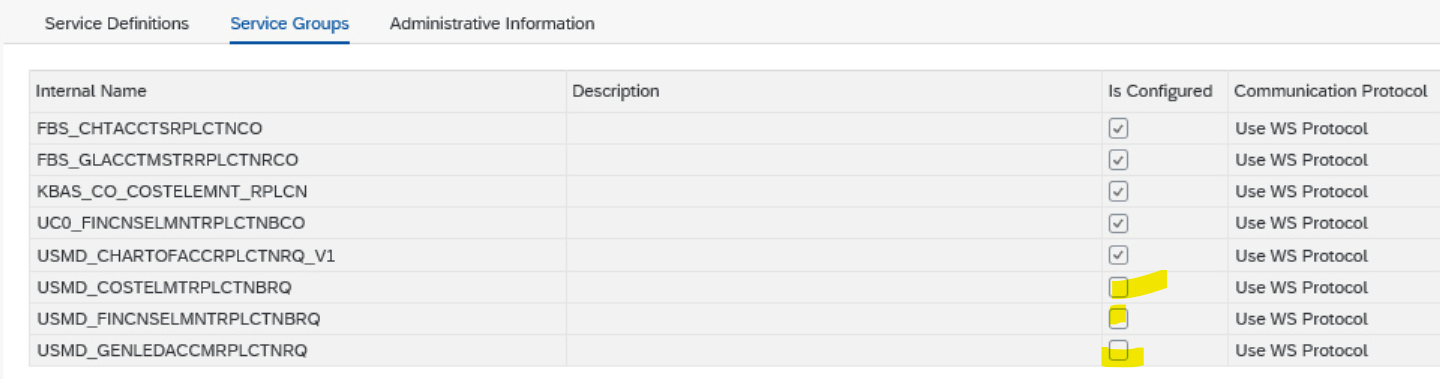 Service Definitions Service Groups Administrative Information
Internal Name Description Is Configured Communication Protocol
FBS_CHTACCTSRPLCTNCO Use WS Protocol
FBS_GLACCTMSTRRPLCTNRCO Use WS Protocol
KBAS_CO_COSTELEMNT_RPLCN Use WS Protocol
UC0_FINCNSELMNTRPLCTNBCO Use WS Protocol
USMD_CHARTOFACCRPLCTNRQ_V1 Use WS Protocol
USMD_COSTELMTRPLCTNBRQ Use WS Protocol
USMD_FINCNSELMNTRPLCTNBRQ Use WS Protocol
USMD_GENLEDACCMRPLCTNRQ Use WS Protocol